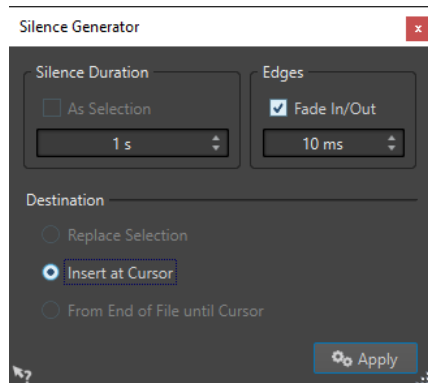 Silence Generator
x
Silence Duration
Edges
As Selection
Fade In/Out
1 s
10 ms
Destination
Replace Selection
Insert at Cursor
From End of File until Cursor
Apply
?